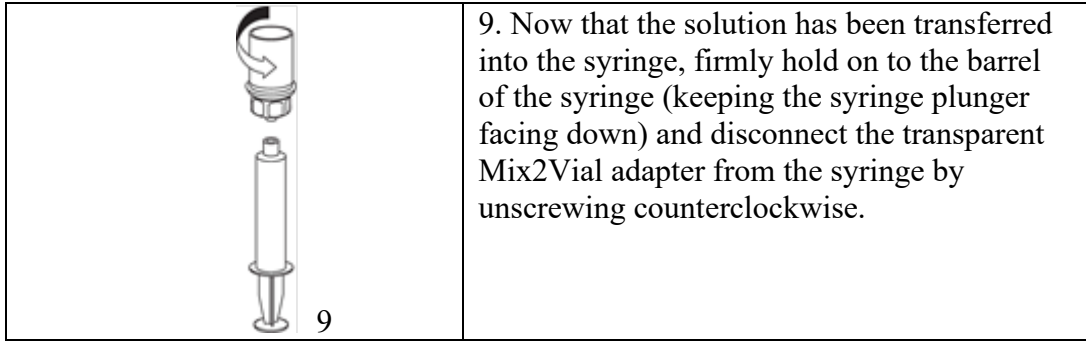 9. Now that the solution has been transferred
into the syringe, firmly hold on to the barrel
of the syringe (keeping the syringe plunger
facing down) and disconnect the transparent
Mix2Vial adapter from the syringe by
unscrewing counterclockwise.
9